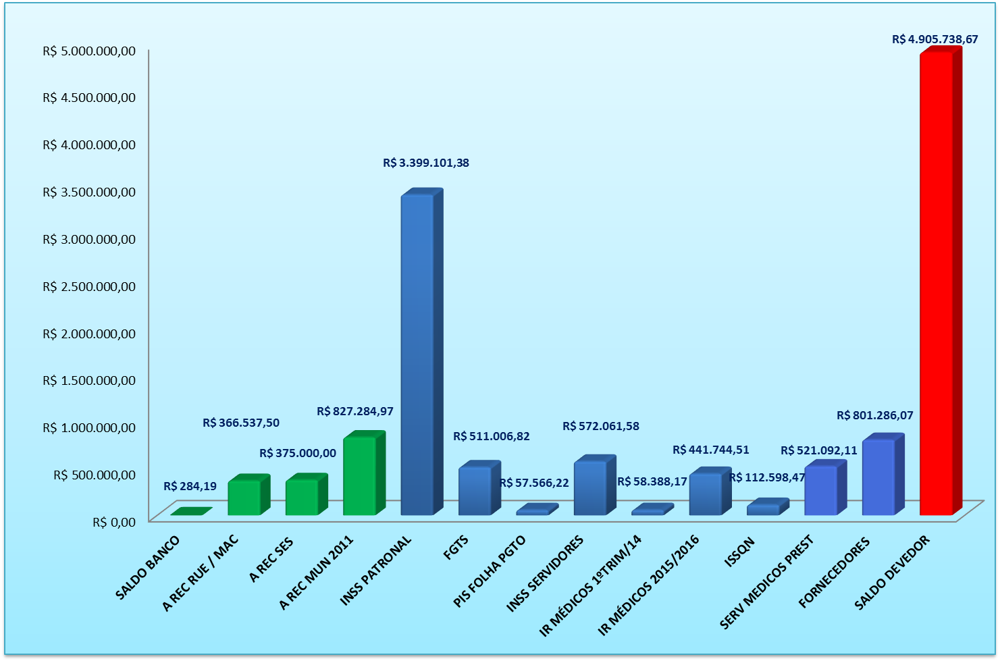 R$ 5.000.000,00
R$ 4.500.000,00
R$ 4.000.000,00
R$ 3.500.000,00
R$ 3.000.000,00
R$ 2.500.000,00
R$ 2.000.000,00
R$ 1.500.000,00
R$ 1.000.000,00
R$ 500.000,00
R$ 0,00
R$ 284,19
R$ 366.537,50
R$ 375.000,00
R$ 827.284,97
R$ 3.399.101,38
R$ 511.006,82
R$ 57.566,22
R$ 572.061,58
R$ 58.388,17
R$ 441.744,51
R$ 112.598,47
R$ 521.092,11
R$ 801.286,07
R$ 4.905.738,67
SALDO BANCO
A REC RUE / MAC
A REC SES
A REC MUN 2011
INSS PATRONAL
FGTS
PIS FOLHA PGTO
INSS SERVIDORES
IR MÉDICOS 1ºTRIM/14
IR MÉDICOS 2015/2016
ISSQN
SERV MEDICOS PREST
FORNECEDORES
SALDO DEVEDOR